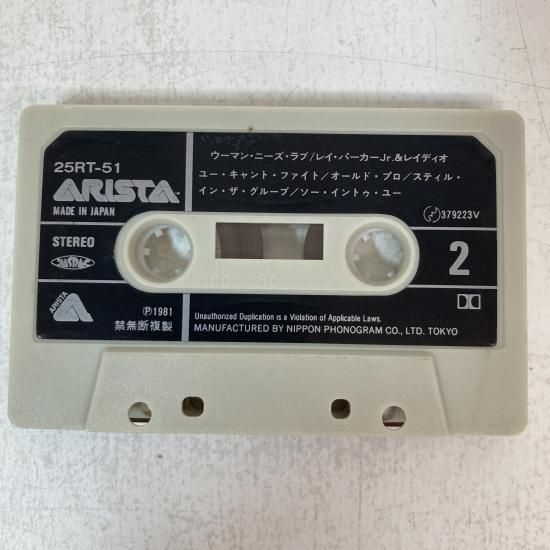 25RT-51
ARISTA
MADE IN JAPAN
ウーマン・ニーズ・ラブ/レイ・パーカーJr.&レイディオ
ユー・キャント・ファイト/オールド・プロ/スティル・
イン・ザ・グルーブ/ソー・イントゥ・ユー
379223V
STEREO
2
100 50
ARISTA
Ⓟ1981
禁無断複製
Unauthorized Duplication is a Violation of Applicable Laws.
MANUFACTURED BY NIPPON PHONOGRAM CO., LTD. TOKYO